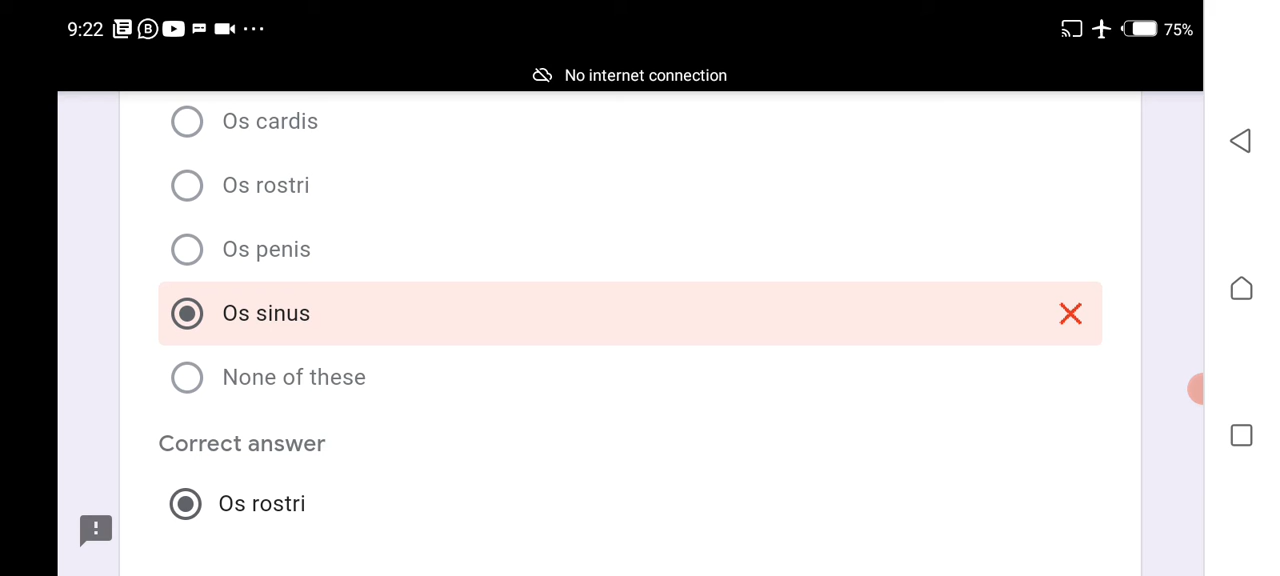 9:22
75%
No internet connection
Os cardis
Os rostri
Os penis
Os sinus
None of these
Correct answer
Os rostri